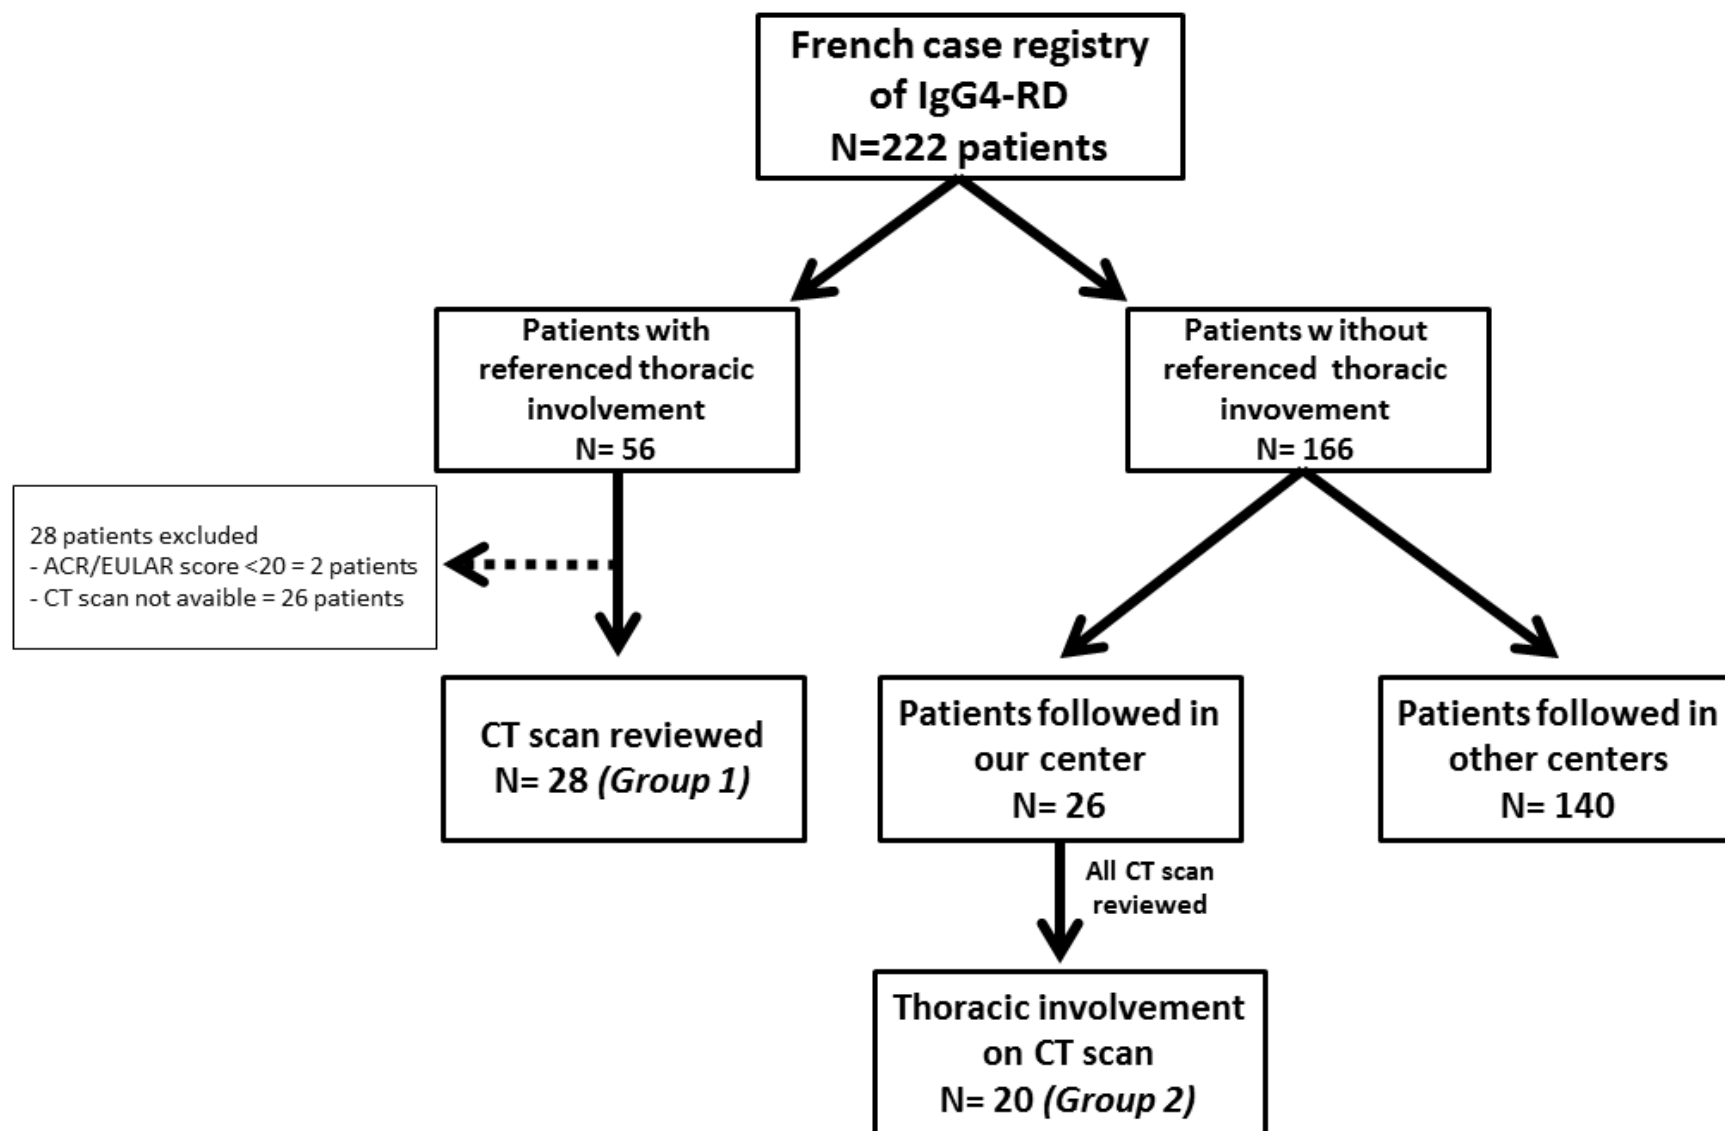 French case registry
of IgG4-RD
N=222 patients
Patients with
referenced thoracic
involvement
N= 56
Patients w ithout
referenced  thoracic
invovement
N= 166
28 patients excluded
- ACR/EULAR score <20 = 2 patients
- CT scan not avaible = 26 patients
CT scan reviewed
N= 28 (Group 1)
Patients followed in
our center
N= 26
Patients followed in
other centers
N= 140
All CT scan
reviewed
Thoracic involvement
on CT scan
N= 20 (Group 2)